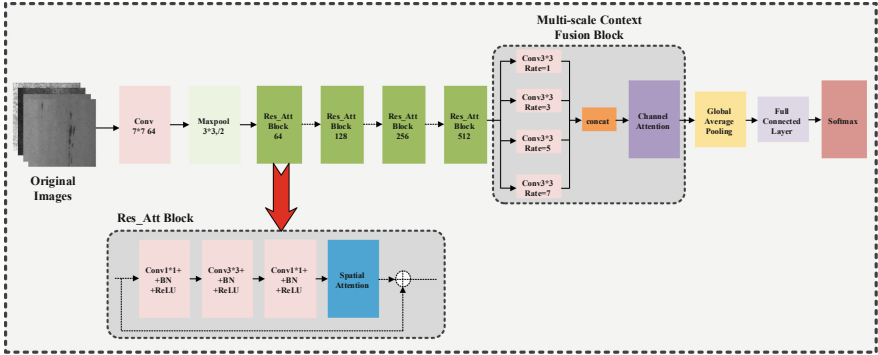 Multi-scale Context
Fusion Block
Original
Images
Conv
7*7 64
Maxpool
3*3,/2
Res_Att
Block
64
Res_Att
Block
128
Res_Att
Block
256
Res_Att
Block
512
Conv3*3
Rate=1
Conv3*3
Rate=3
Conv3*3
Rate=5
Conv3*3
Rate=7
concat
Channel
Attention
Global
Average
Pooling
Full
Connected
Layer
Softmax
Res_Att Block
Conv1*1+
+BN
+ReLU
Conv3*3+
+BN
+ReLU
Conv1*1+
+BN
+ReLU
Spatial
Attention